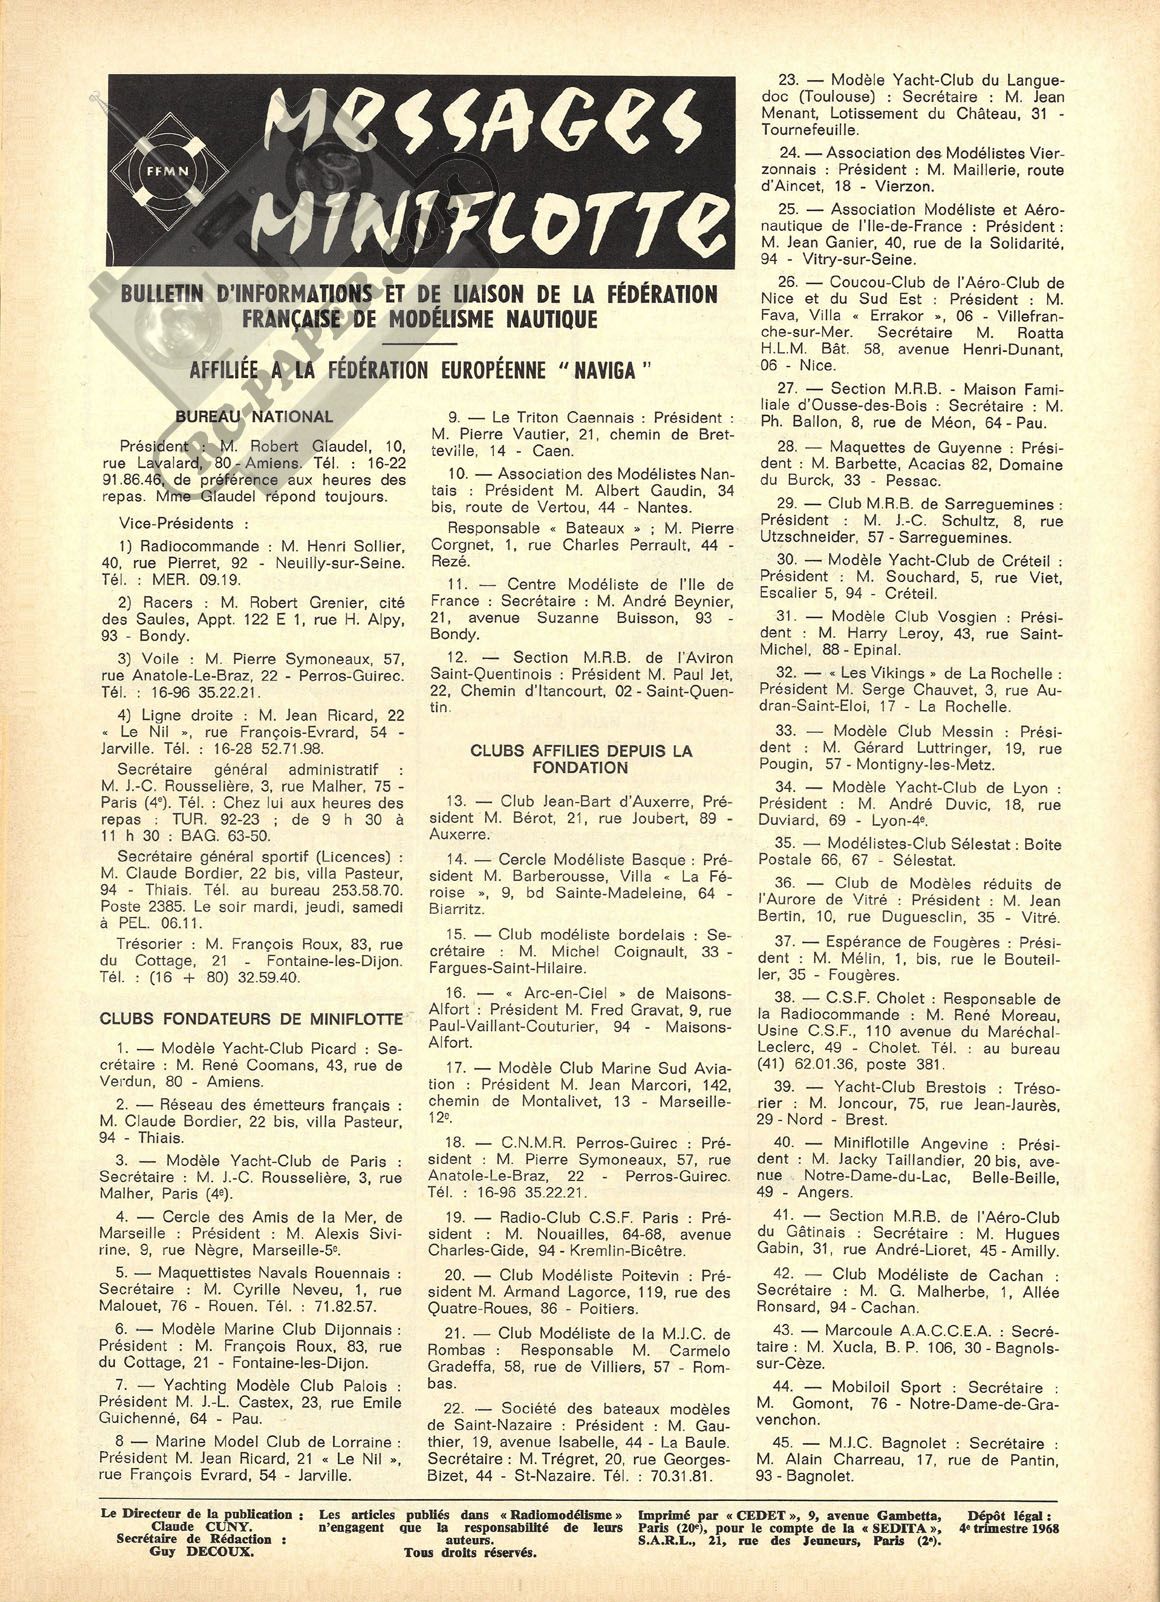 FFMN
MESSAGES
MINIFLOTTE
BULLETIN D'INFORMATIONS ET DE LIAISON DE LA FÉDÉRATION
FRANÇAISE DE MODÉLISME NAUTIQUE
AFFILIÉE A LA FÉDÉRATION EUROPÉENNE " NAVIGA "
RC-PAPER.COM
BUREAU NATIONAL
Président : M. Robert Glaudel, 10,
rue Lavalard, 80 - Amiens. Tél. : 16-22
91.86.46, de préférence aux heures des
repas. Mme Glaudel répond toujours.
Vice-Présidents :
1) Radiocommande : M. Henri Sollier,
40, rue Pierret, 92 - Neuilly-sur-Seine.
Tél. : MER. 09.19.
2) Racers : M. Robert Grenier, cité
des Saules, Appt. 122 E 1, rue H. Alpy,
93 - Bondy.
3) Voile : M. Pierre Symoneaux, 57,
rue Anatole-Le-Braz, 22 - Perros-Guirec.
Tél. : 16-96 35.22.21.
4) Ligne droite : M. Jean Ricard, 22
« Le Nil », rue François-Evrard, 54 -
Jarville. Tél. : 16-28 52.71.98.
Secrétaire général administratif :
M. J.-C. Rousselière, 3, rue Malher, 75 -
Paris (4e). Tél. : Chez lui aux heures des
repas : TUR. 92-23 ; de 9 h 30 à
11 h 30 : BAG. 63-50.
Secrétaire général sportif (Licences) :
M. Claude Bordier, 22 bis, villa Pasteur,
94 - Thiais. Tél. au bureau 253.58.70.
Poste 2385. Le soir mardi, jeudi, samedi
à PEL. 06.11.
Trésorier : M. François Roux, 83, rue
du Cottage, 21 - Fontaine-les-Dijon.
Tél. : (16 + 80) 32.59.40.
CLUBS FONDATEURS DE MINIFLOTTE
1. — Modèle Yacht-Club Picard : Se-
crétaire : M. René Coomans, 43, rue de
Verdun, 80 - Amiens.
2. — Réseau des émetteurs français :
M. Claude Bordier, 22 bis, villa Pasteur,
94 - Thiais.
3. — Modèle Yacht-Club de Paris :
Secrétaire : M. J.-C. Rousselière, 3, rue
Malher, Paris (4e).
4. — Cercle des Amis de la Mer, de
Marseille : Président : M. Alexis Sivi-
rine, 9, rue Nègre, Marseille-5e.
5. — Maquettistes Navals Rouennais :
Secrétaire : M. Cyrille Neveu, 1, rue
Malouet, 76 - Rouen. Tél. : 71.82.57.
6. — Modèle Marine Club Dijonnais :
Président : M. François Roux, 83, rue
du Cottage, 21 - Fontaine-les-Dijon.
7. — Yachting Modèle Club Palois :
Président M. J.-L. Castex, 23, rue Emile
Guichenné, 64 - Pau.
8 — Marine Model Club de Lorraine :
Président M. Jean Ricard, 21 « Le Nil »,
rue François Evrard, 54 - Jarville.
9. — Le Triton Caennais : Président :
M. Pierre Vautier, 21, chemin de Bret-
teville, 14 - Caen.
10. — Association des Modélistes Nan-
tais : Président M. Albert Gaudin, 34
bis, route de Vertou, 44 - Nantes.
Responsable « Bateaux » ; M. Pierre
Corgnet, 1, rue Charles Perrault, 44 -
Rezé.
11. — Centre Modéliste de l'Ile de
France : Secrétaire : M. André Beynier,
21, avenue Suzanne Buisson, 93 -
Bondy.
12. — Section M.R.B. de l'Aviron
Saint-Quentinois : Président M. Paul Jet,
22, Chemin d'Itancourt, 02 - Saint-Quen-
tin.
CLUBS AFFILIES DEPUIS LA
FONDATION
13. — Club Jean-Bart d'Auxerre, Pré-
sident M. Bérot, 21, rue Joubert, 89 -
Auxerre.
14. — Cercle Modéliste Basque : Pré-
sident M. Barberousse, Villa « La Fé-
roise », 9, bd Sainte-Madeleine, 64 -
Biarritz.
15. — Club modéliste bordelais : Se-
crétaire : M. Michel Coignault, 33 -
Fargues-Saint-Hilaire.
16. — « Arc-en-Ciel » de Maisons-
Alfort : Président M. Fred Gravat, 9, rue
Paul-Vaillant-Couturier, 94 - Maisons-
Alfort.
17. — Modèle Club Marine Sud Avia-
tion : Président M. Jean Marcori, 142,
chemin de Montalivet, 13 - Marseille-
12e.
18. — C.N.M.R. Perros-Guirec : Pré-
sident : M. Pierre Symoneaux, 57, rue
Anatole-Le-Braz, 22 - Perros-Guirec.
Tél. : 16-96 35.22.21.
19. — Radio-Club C.S.F. Paris : Pré-
sident : M. Nouailles, 64-68, avenue
Charles-Gide, 94 - Kremlin-Bicêtre.
20. — Club Modéliste Poitevin : Pré-
sident M. Armand Lagorce, 119, rue des
Quatre-Roues, 86 - Poitiers.
21. — Club Modéliste de la M.J.C. de
Rombas : Responsable M. Carmelo
Gradeffa, 58, rue de Villiers, 57 - Rom-
bas.
22. — Société des bateaux modèles
de Saint-Nazaire : Président : M. Gau-
thier, 19, avenue Isabelle, 44 - La Baule.
Secrétaire : M. Trégret, 20, rue Georges-
Bizet, 44 - St-Nazaire. Tél. : 70.31.81.
23. — Modèle Yacht-Club du Langue-
doc (Toulouse) : Secrétaire : M. Jean
Menant, Lotissement du Château, 31 -
Tournefeuille.
24. — Association des Modélistes Vier-
zonnais : Président : M. Maillerie, route
d'Aincet, 18 - Vierzon.
25. — Association Modéliste et Aéro-
nautique de l'Ile-de-France : Président :
M. Jean Ganier, 40, rue de la Solidarité,
94 - Vitry-sur-Seine.
26. — Coucou-Club de l'Aéro-Club de
Nice et du Sud Est : Président : M.
Fava, Villa « Errakor », 06 - Villefran-
che-sur-Mer. Secrétaire M. Roatta
H.L.M. Bât. 58, avenue Henri-Dunant,
06 - Nice.
27. — Section M.R.B. - Maison Fami-
liale d'Ousse-des-Bois : Secrétaire : M.
Ph. Ballon, 8, rue de Méon, 64 - Pau.
28. — Maquettes de Guyenne : Prési-
dent : M. Barbette, Acacias 82, Domaine
du Burck, 33 - Pessac.
29. — Club M.R.B. de Sarreguemines :
Président : M. J.-C. Schultz, 8, rue
Utzschneider, 57 - Sarreguemines.
30. — Modèle Yacht-Club de Créteil :
Président : M. Souchard, 5, rue Viet,
Escalier 5, 94 - Créteil.
31. — Modèle Club Vosgien : Prési-
dent : M. Harry Leroy, 43, rue Saint-
Michel, 88 - Epinal.
32. — « Les Vikings » de La Rochelle :
Président M. Serge Chauvet, 3, rue Au-
dran-Saint-Eloi, 17 - La Rochelle.
33. — Modèle Club Messin : Prési-
dent : M. Gérard Luttringer, 19, rue
Pougin, 57 - Montigny-les-Metz.
34. — Modèle Yacht-Club de Lyon :
Président : M. André Duvic, 18, rue
Duviard, 69 - Lyon-4e.
35. — Modélistes-Club Sélestat : Boîte
Postale 66, 67 - Sélestat.
36. — Club de Modèles réduits de
l'Aurore de Vitré : Président : M. Jean
Bertin, 10, rue Duguesclin, 35 - Vitré.
37. — Espérance de Fougères : Prési-
dent : M. Mélin, 1, bis, rue le Bouteil-
ler, 35 - Fougères.
38. — C.S.F. Cholet : Responsable de
la Radiocommande : M. René Moreau,
Usine C.S.F., 110 avenue du Maréchal-
Leclerc, 49 - Cholet. Tél. : au bureau
(41) 62.01.36, poste 381.
39. — Yacht-Club Brestois : Tréso-
rier : M. Joncour, 75, rue Jean-Jaurès,
29 - Nord - Brest.
40. — Miniflotille Angevine : Prési-
dent : M. Jacky Taillandier, 20 bis, ave-
nue Notre-Dame-du-Lac, Belle-Beille,
49 - Angers.
41. — Section M.R.B. de l'Aéro-Club
du Gâtinais : Secrétaire : M. Hugues
Gabin, 31, rue André-Lioret, 45 - Amilly.
42. — Club Modéliste de Cachan :
Secrétaire : M. G. Malherbe, 1, Allée
Ronsard, 94 - Cachan.
43. — Marcoule A.A.C.C.E.A. : Secré-
taire : M. Xucla, B.P. 106, 30 - Bagnols-
sur-Cèze.
44. — Mobiloil Sport : Secrétaire :
M. Gomont, 76 - Notre-Dame-de-Gra-
venchon.
45. — M.J.C. Bagnolet : Secrétaire :
M. Alain Charreau, 17, rue de Pantin,
93 - Bagnolet.
Le Directeur de la publication :
Claude CUNY.
Secrétaire de Rédaction :
Guy DECOUX.
Les articles publiés dans « Radiomodélisme »
n'engagent que la responsabilité de leurs
auteurs.
Tous droits réservés.
Imprimé par « CEDET », 9, avenue Gambetta,
Paris (20e), pour le compte de la « SEDITA »,
S.A.R.L., 21, rue des Jeuneurs, Paris (2e).
Dépôt légal :
4e trimestre 1968